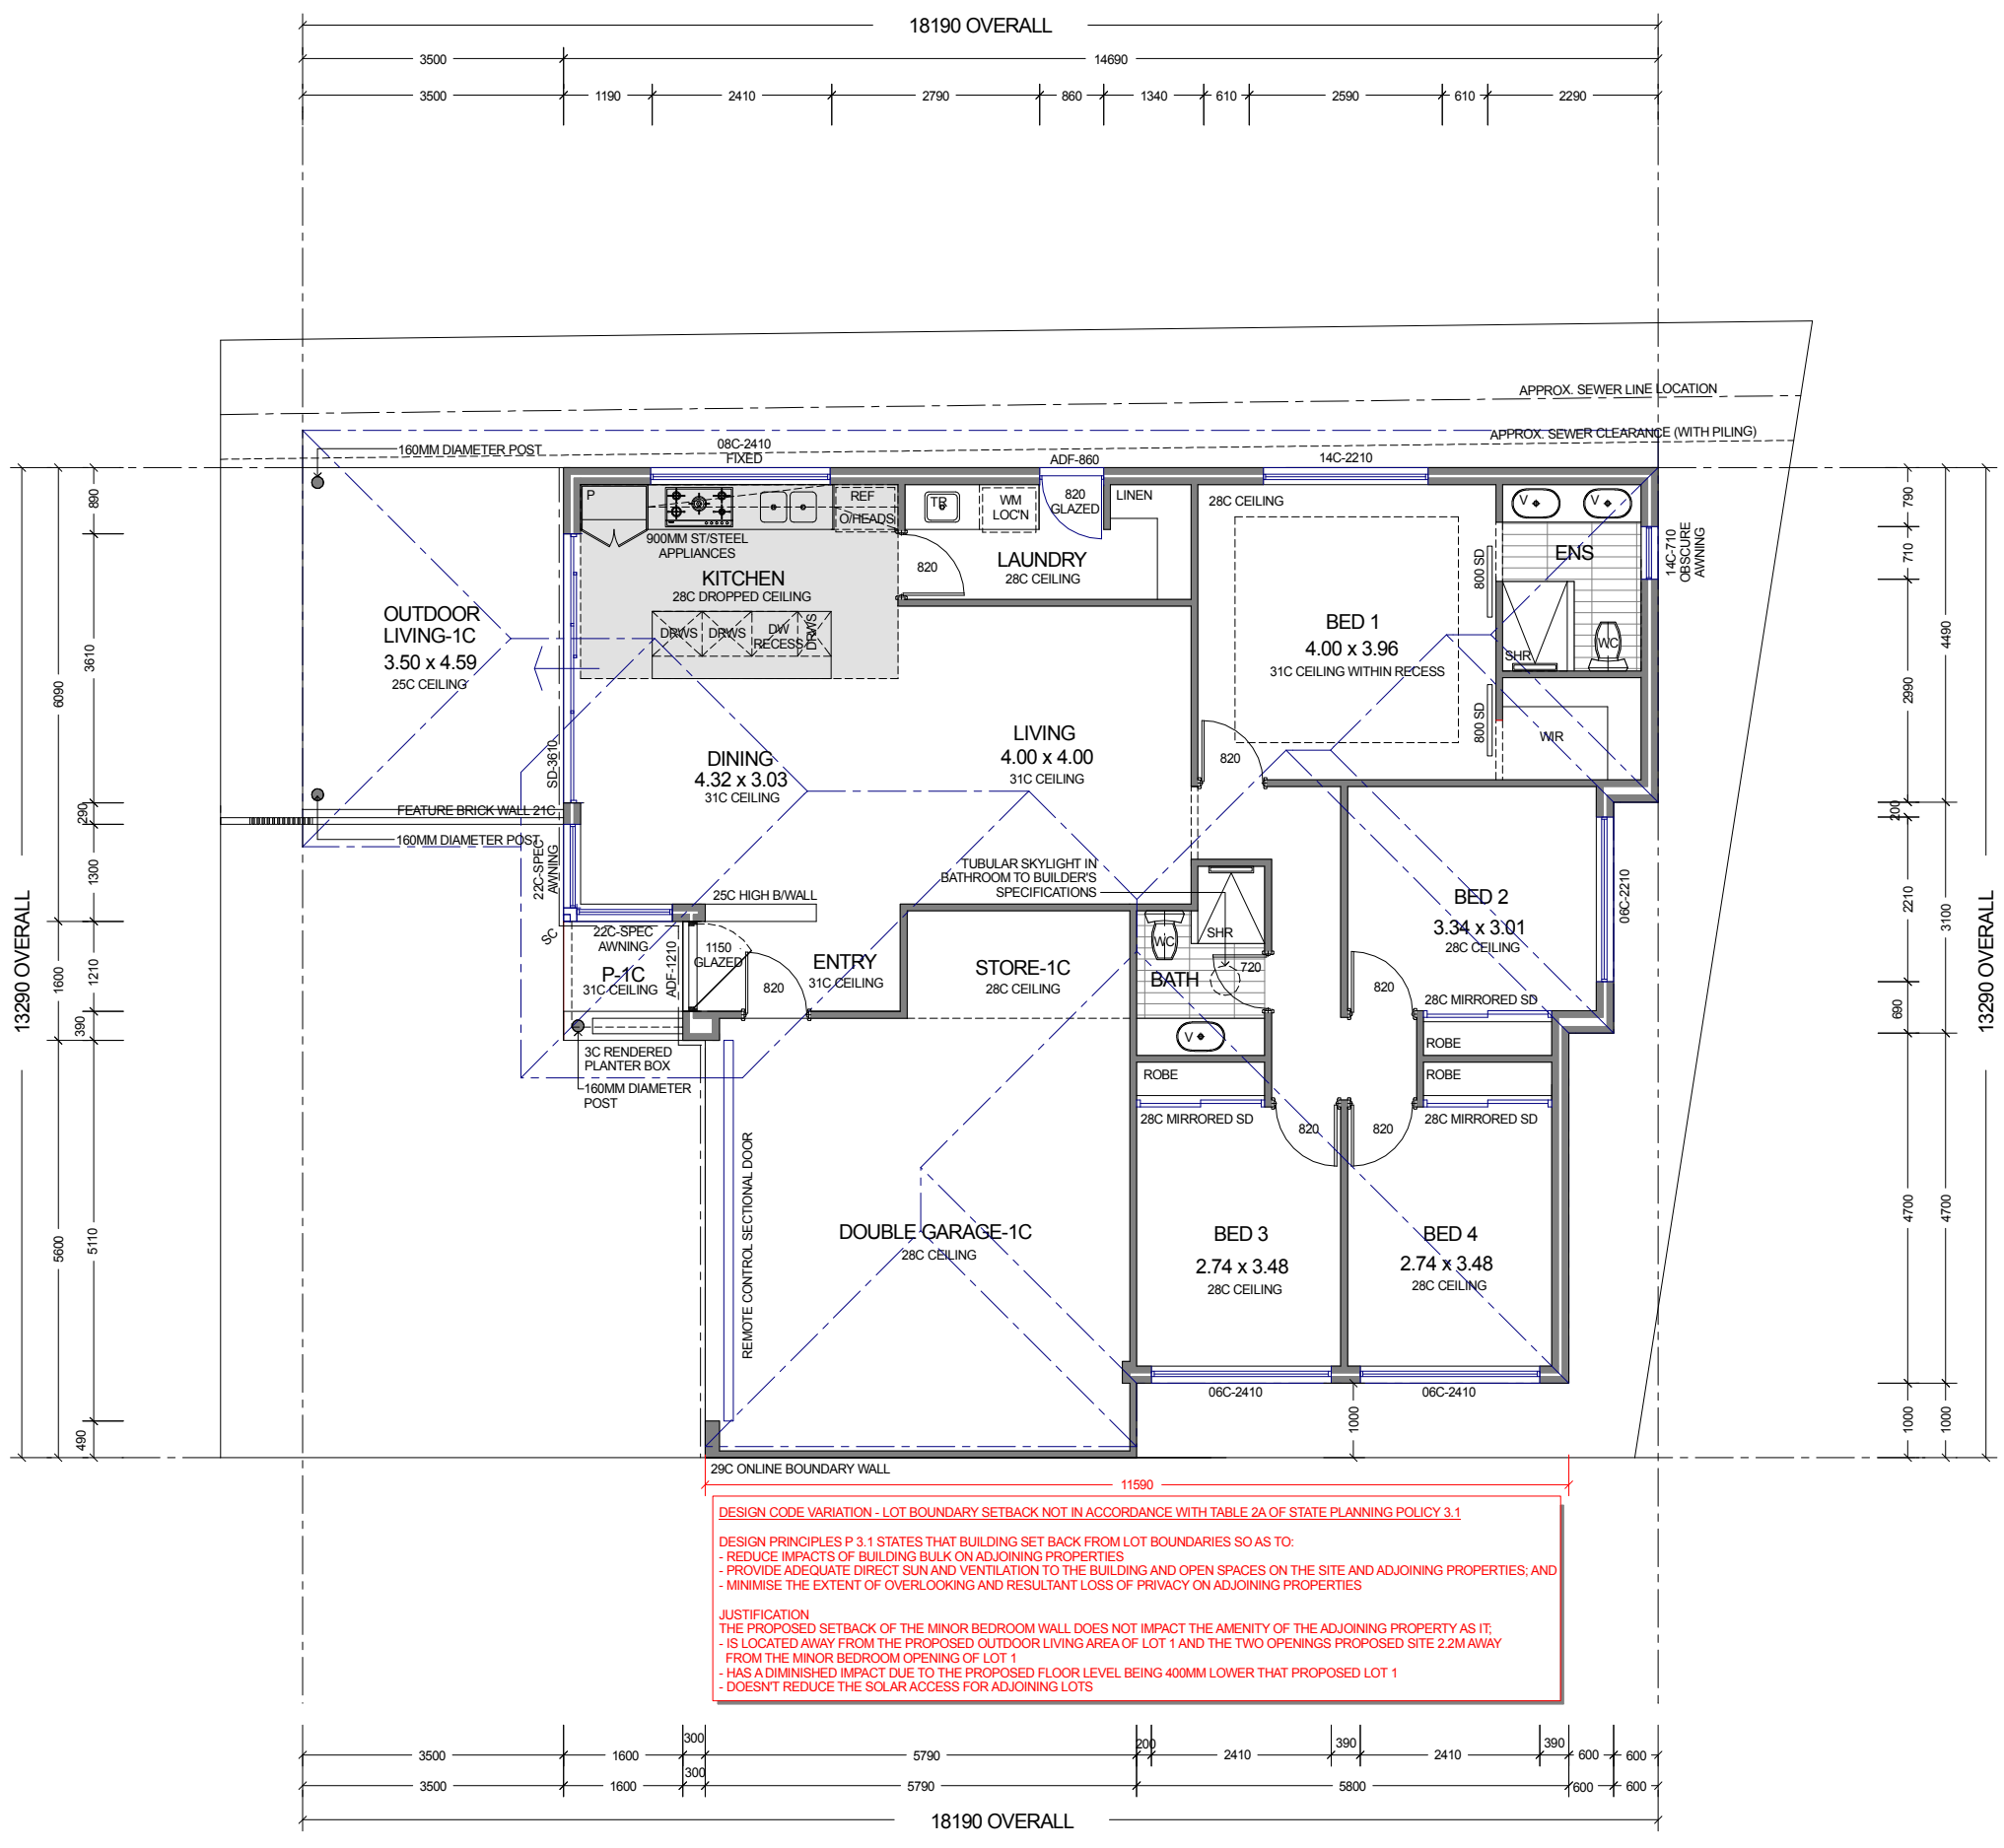 18190 OVERALL
3500
14690
3500
1190
2410
2790
860
1340
610
2590
610
2290
APPROX. SEWER LINE LOCATION
APPROX. SEWER CLEARANCE (WITH PILING)
160MM DIAMETER POST
08C-2410
FIXED
ADF-860
14C-2210
P
REF
O/HEADS
TR
WM
LOC'N
820
GLAZED
LINEN
28C CEILING
V
V
900MM ST/STEEL
APPLIANCES
KITCHEN
28C DROPPED CEILING
820
LAUNDRY
28C CEILING
800 SD
ENS
14C-710
OBSCURE
AWNING
DRWS
DRWS
DW
RECESS
DRWS
SHR
WC
OUTDOOR
LIVING-1C
3.50 x 4.59
25C CEILING
BED 1
4.00 x 3.96
31C CEILING WITHIN RECESS
800 SD
WIR
SD-3610
DINING
4.32 x 3.03
31C CEILING
LIVING
4.00 x 4.00
31C CEILING
820
FEATURE BRICK WALL 21C
160MM DIAMETER POST
22C-SPEC
AWNING
25C HIGH B/WALL
TUBULAR SKYLIGHT IN
BATHROOM TO BUILDER'S
SPECIFICATIONS
BED 2
3.34 x 3.01
28C CEILING
06C-2210
SC
22C-SPEC
AWNING
P-1C
31C CEILING
ADF-1210
1150
GLAZED
820
ENTRY
31C CEILING
STORE-1C
28C CEILING
WC
SHR
BATH
720
V
820
28C MIRRORED SD
ROBE
ROBE
28C MIRRORED SD
ROBE
28C MIRRORED SD
820
820
3C RENDERED
PLANTER BOX
160MM DIAMETER
POST
REMOTE CONTROL SECTIONAL DOOR
DOUBLE GARAGE-1C
28C CEILING
BED 3
2.74 x 3.48
28C CEILING
BED 4
2.74 x 3.48
28C CEILING
06C-2410
06C-2410
1000
13290 OVERALL
6090
1600
5600
890
3610
290
1300
1210
390
5110
490
790
710
2990
200
2210
690
4700
1000
4490
3100
4700
1000
13290 OVERALL
29C ONLINE BOUNDARY WALL
11590
DESIGN CODE VARIATION - LOT BOUNDARY SETBACK NOT IN ACCORDANCE WITH TABLE 2A OF STATE PLANNING POLICY 3.1
DESIGN PRINCIPLES P 3.1 STATES THAT BUILDING SET BACK FROM LOT BOUNDARIES SO AS TO:
- REDUCE IMPACTS OF BUILDING BULK ON ADJOINING PROPERTIES
- PROVIDE ADEQUATE DIRECT SUN AND VENTILATION TO THE BUILDING AND OPEN SPACES ON THE SITE AND ADJOINING PROPERTIES; AND
- MINIMISE THE EXTENT OF OVERLOOKING AND RESULTANT LOSS OF PRIVACY ON ADJOINING PROPERTIES
JUSTIFICATION
THE PROPOSED SETBACK OF THE MINOR BEDROOM WALL DOES NOT IMPACT THE AMENITY OF THE ADJOINING PROPERTY AS IT;
- IS LOCATED AWAY FROM THE PROPOSED OUTDOOR LIVING AREA OF LOT 1 AND THE TWO OPENINGS PROPOSED SITE 2.2M AWAY
FROM THE MINOR BEDROOM OPENING OF LOT 1
- HAS A DIMINISHED IMPACT DUE TO THE PROPOSED FLOOR LEVEL BEING 400MM LOWER THAT PROPOSED LOT 1
- DOESN'T REDUCE THE SOLAR ACCESS FOR ADJOINING LOTS
3500
1600
300
5790
200
2410
390
2410
390
600
600
3500
1600
300
5790
5800
600
600
18190 OVERALL